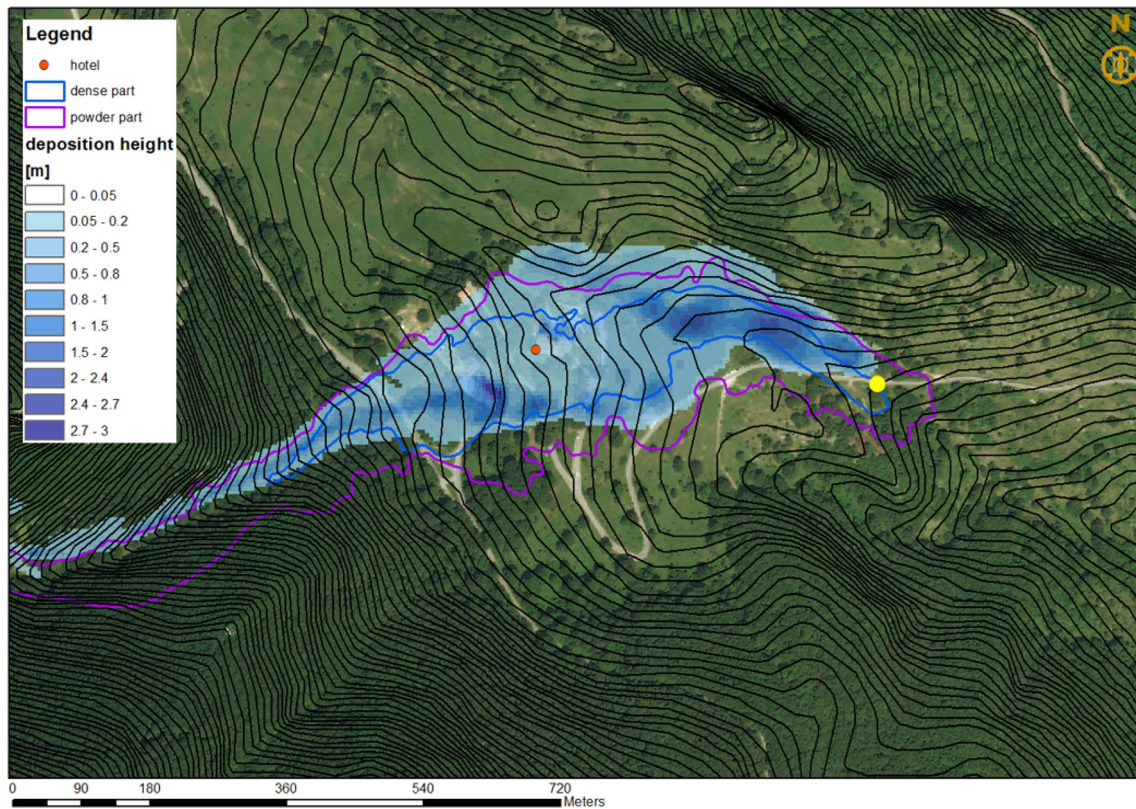 Legend
hotel
dense part
powder part
deposition height
[m]
0 - 0.05
0.05 - 0.2
0.2 - 0.5
0.5 - 0.8
0.8 - 1
1 - 1.5
1.5 - 2
2 - 2.4
2.4 - 2.7
2.7 - 3
N
0 90 180 360 540 720
Meters